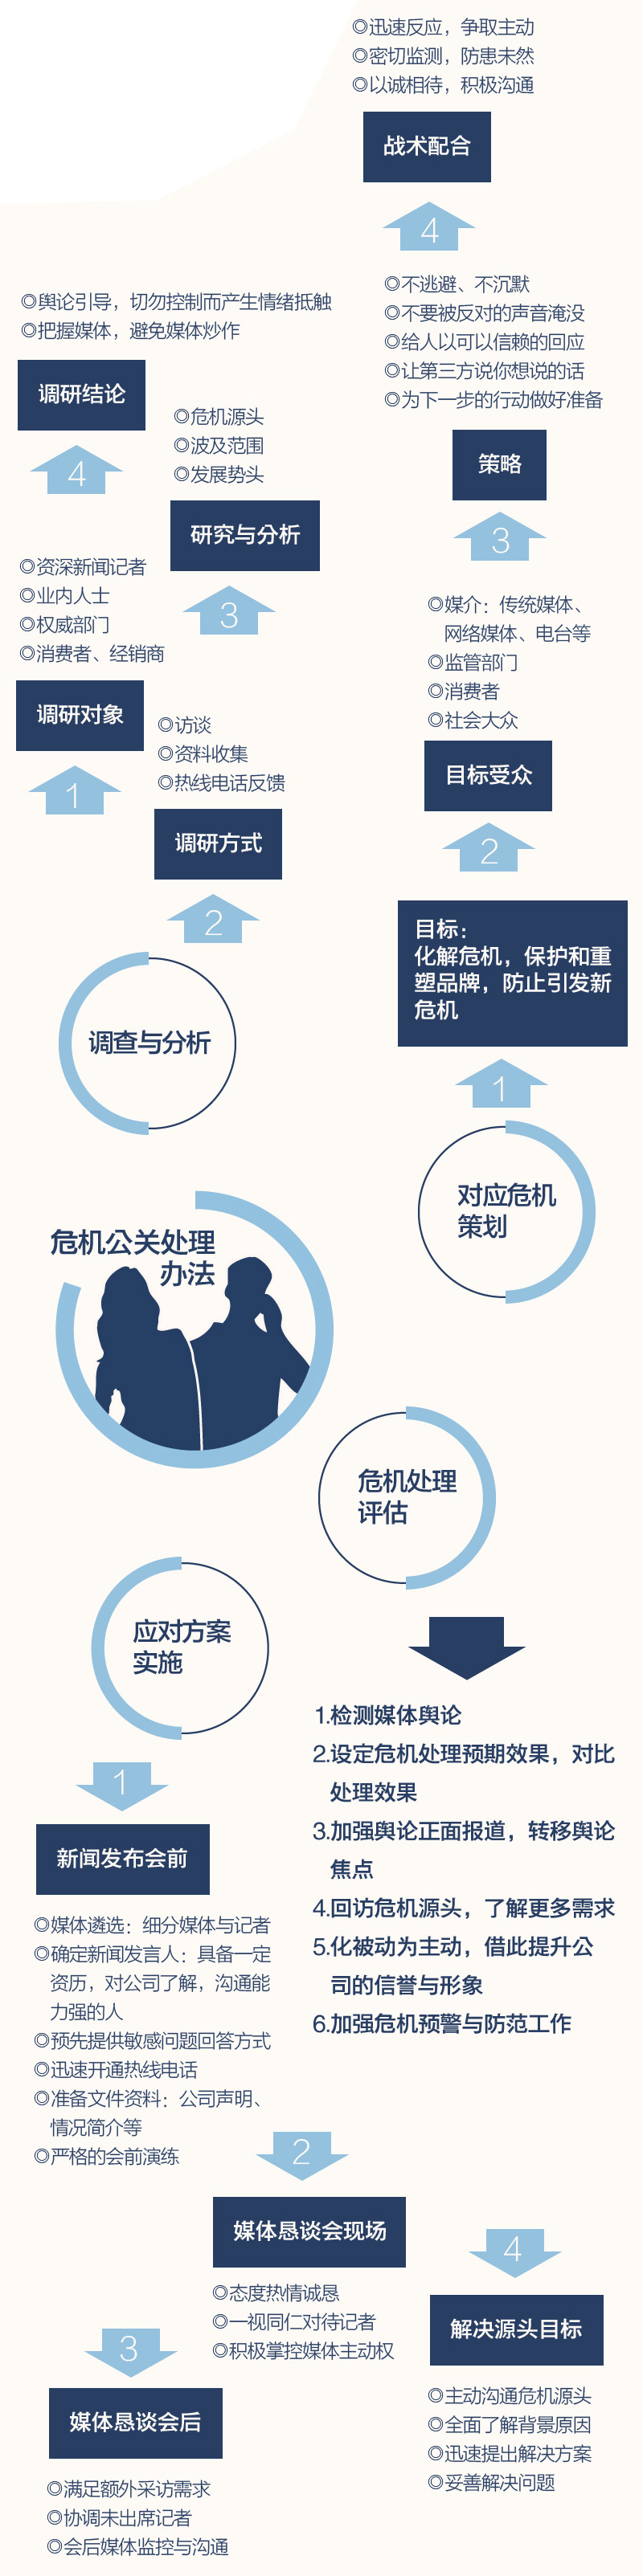 ◎迅速反应，争取主动
◎密切监测，防患未然
◎以诚相待，积极沟通
战术配合
4
◎不逃避、不沉默
◎不要被反对的声音淹没
◎给人以可以信赖的回应
◎让第三方说你想说的话
◎为下一步的行动做好准备
策略
3
◎媒介：传统媒体、
网络媒体、电台等
◎监管部门
◎消费者
◎社会大众
目标受众
2
目标：
化解危机，保护和重
塑品牌，防止引发新
危机
1
对应危机
策划
◎舆论引导，切勿控制而产生情绪抵触
◎把握媒体，避免媒体炒作
调研结论
4
◎危机源头
◎波及范围
◎发展势头
研究与分析
3
◎资深新闻记者
◎业内人士
◎权威部门
◎消费者、经销商
调研对象
1
◎访谈
◎资料收集
◎热线电话反馈
调研方式
2
调查与分析
危机公关处理
办法
危机处理
评估
1.检测媒体舆论
2.设定危机处理预期效果，对比
处理效果
3.加强舆论正面报道，转移舆论
焦点
4.回访危机源头，了解更多需求
5.化被动为主动，借此提升公
司的信誉与形象
6.加强危机预警与防范工作
应对方案
实施
1
新闻发布会前
◎媒体遴选：细分媒体与记者
◎确定新闻发言人：具备一定
资历，对公司了解，沟通能
力强的人
◎预先提供敏感问题回答方式
◎迅速开通热线电话
◎准备文件资料：公司声明、
情况简介等
◎严格的会前演练
2
媒体恳谈会现场
◎态度热情诚恳
◎一视同仁对待记者
◎积极掌控媒体主动权
3
媒体恳谈会后
◎满足额外采访需求
◎协调未出席记者
◎会后媒体监控与沟通
4
解决源头目标
◎主动沟通危机源头
◎全面了解背景原因
◎迅速提出解决方案
◎妥善解决问题